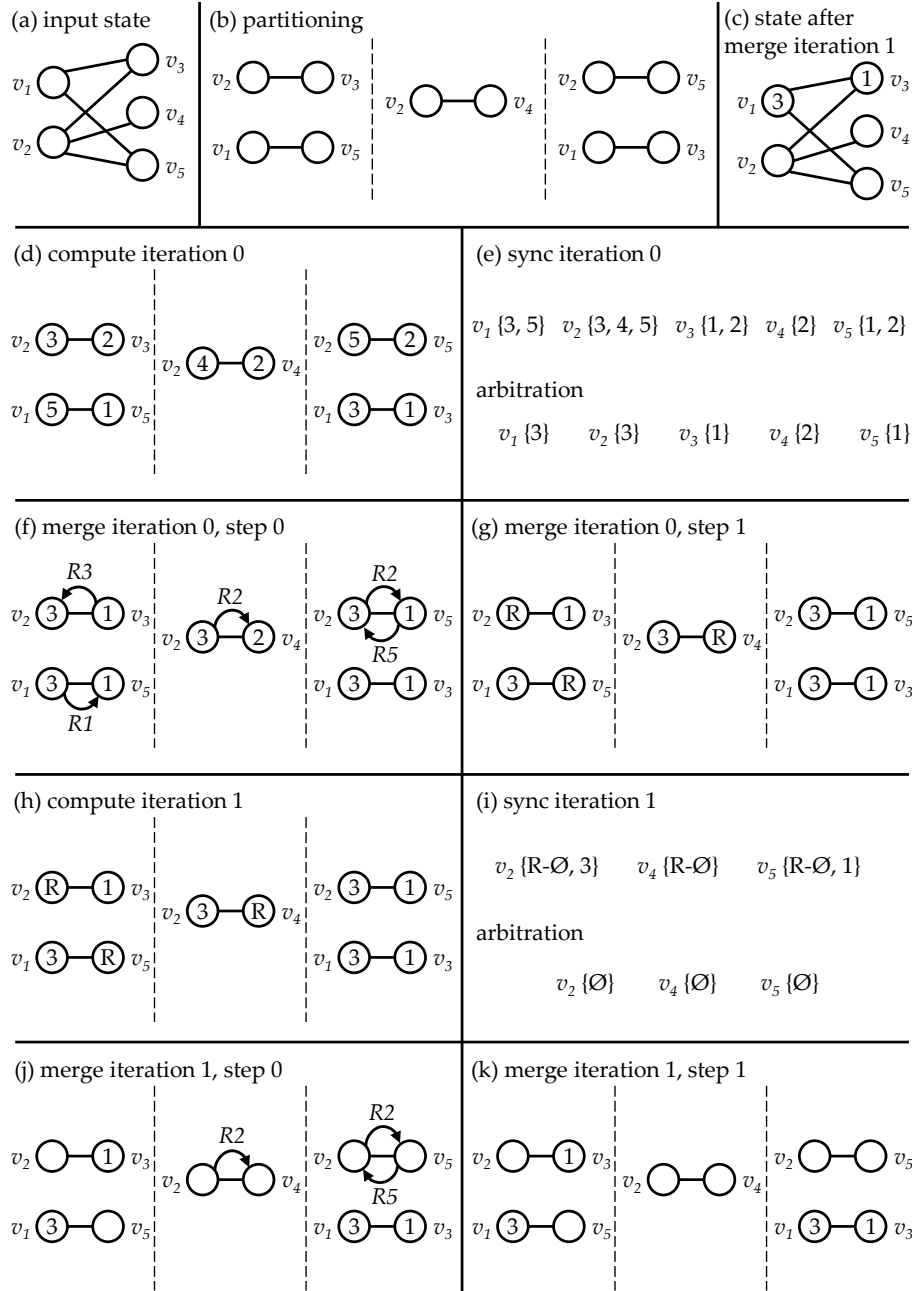 (a) input state
v1
v2
v3
v4
v5
(b) partitioning
v2 v3
v1 v5
v2 v4
v2 v5
v1 v3
(c) state after
merge iteration 1
v1 3 1 v3
v2 v4
v5
(d) compute iteration 0
v2 3 2 v3
v1 5 1 v5
v2 4 2 v4
v2 5 2 v5
v1 3 1 v3
(e) sync iteration 0
v1 {3, 5} v2 {3, 4, 5} v3 {1, 2} v4 {2} v5 {1, 2}
arbitration
v1 {3} v2 {3} v3 {1} v4 {2} v5 {1}
(f) merge iteration 0, step 0
R3
v2 3 1 v3
v1 3 1 v5
R1
R2
v2 3 2 v4
R2
v2 3 1 v5
R5
v1 3 1 v3
(g) merge iteration 0, step 1
v2 R 1 v3
v1 3 R v5
v2 3 R v4
v2 3 1 v5
v1 3 1 v3
(h) compute iteration 1
v2 R 1 v3
v1 3 R v5
v2 3 R v4
v2 3 1 v5
v1 3 1 v3
(i) sync iteration 1
v2 {R-Ø, 3} v4 {R-Ø} v5 {R-Ø, 1}
arbitration
v2 {Ø} v4 {Ø} v5 {Ø}
(j) merge iteration 1, step 0
v2 1 v3
v1 3 v5
R2
v2 v4
R2
v2 v5
R5
v1 3 1 v3
(k) merge iteration 1, step 1
v2 1 v3
v1 3 v5
v2 v4
v2 v5
v1 3 1 v3